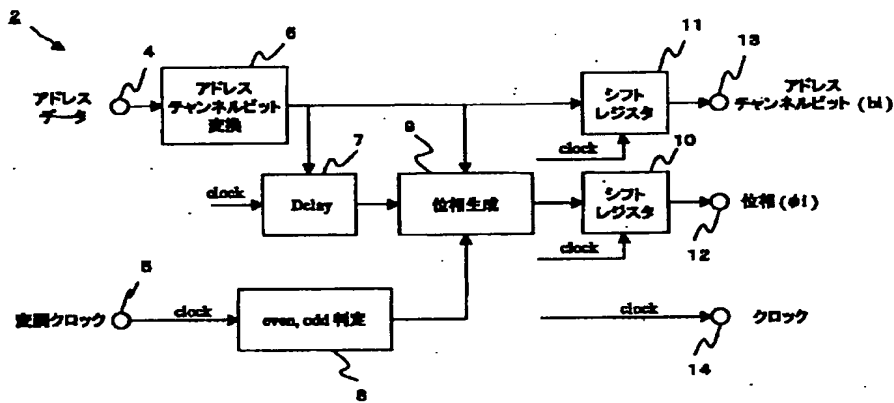 2
4
6
11
13
アドレス
データ
アドレス
チャンネルビット
変換
シフト
レジスタ
アドレス
チャンネルビット (bi)
7
9
clock
10
clock
Delay
位相生成
シフト
レジスタ
位相 (φi)
clock
12
5
変調クロック
clock
even, odd 判定
clock
クロック
8
14